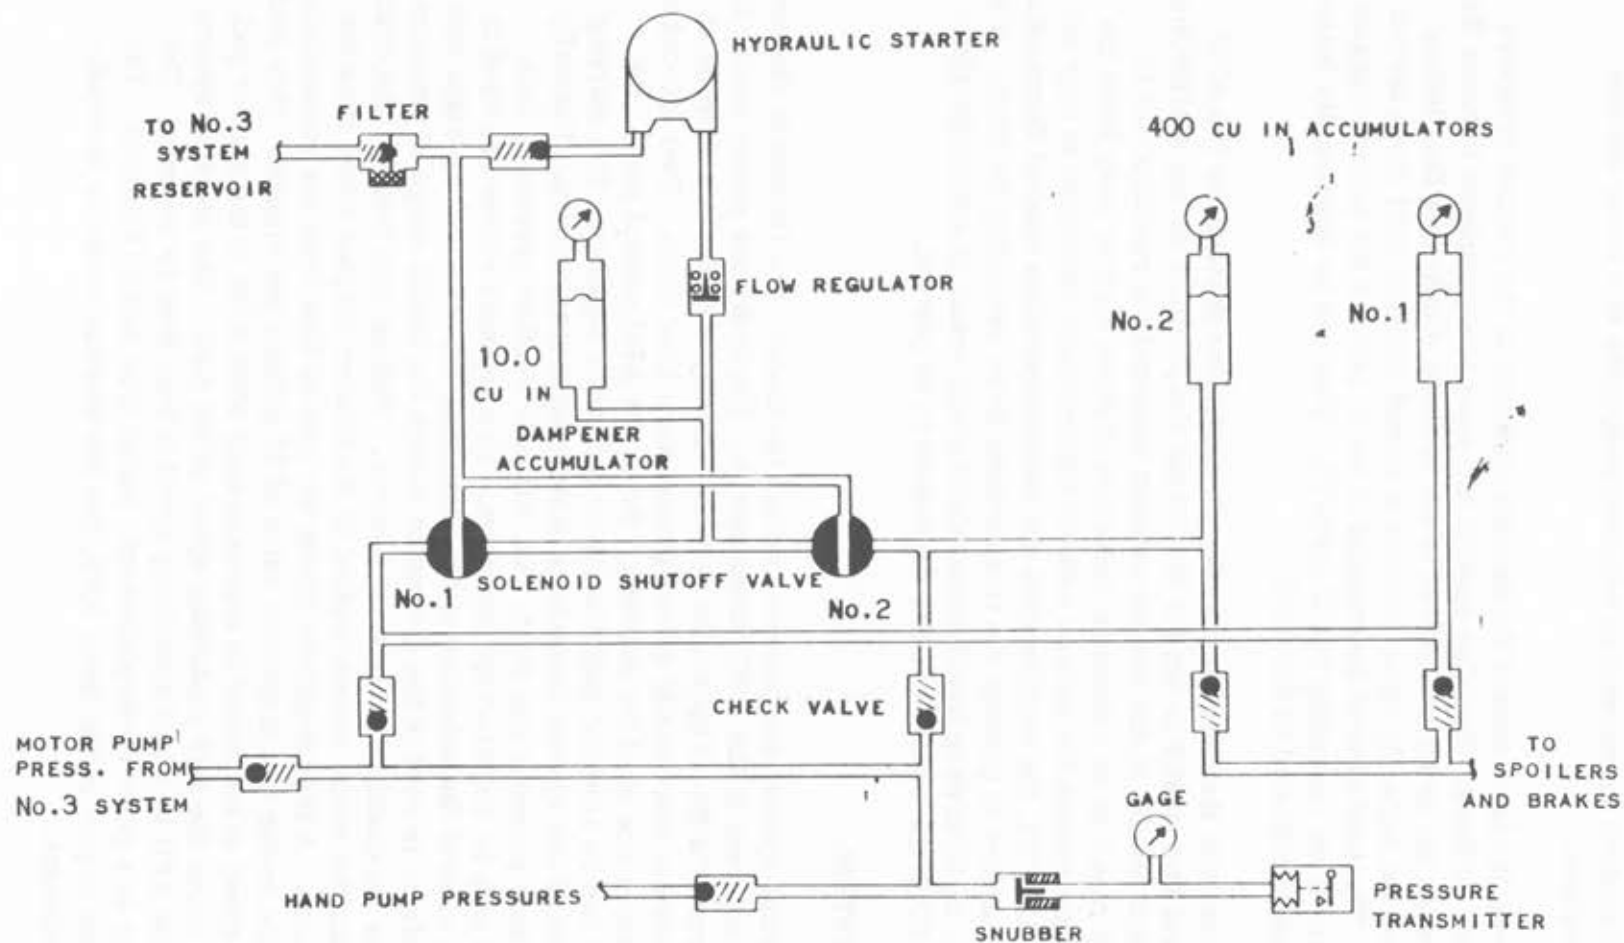 HYDRAULIC STARTER
FILTER
TO No.3
SYSTEM
RESERVOIR
400 CU IN ACCUMULATORS
FLOW REGULATOR
No.2
No.1
10.0
CU IN
DAMPENER
ACCUMULATOR
SOLENOID SHUTOFF VALVE
No.1
No.2
CHECK VALVE
MOTOR PUMP
PRESS. FROM
No.3 SYSTEM
TO
SPOILERS
AND BRAKES
GAGE
HAND PUMP PRESSURES
PRESSURE
TRANSMITTER
SNUBBER